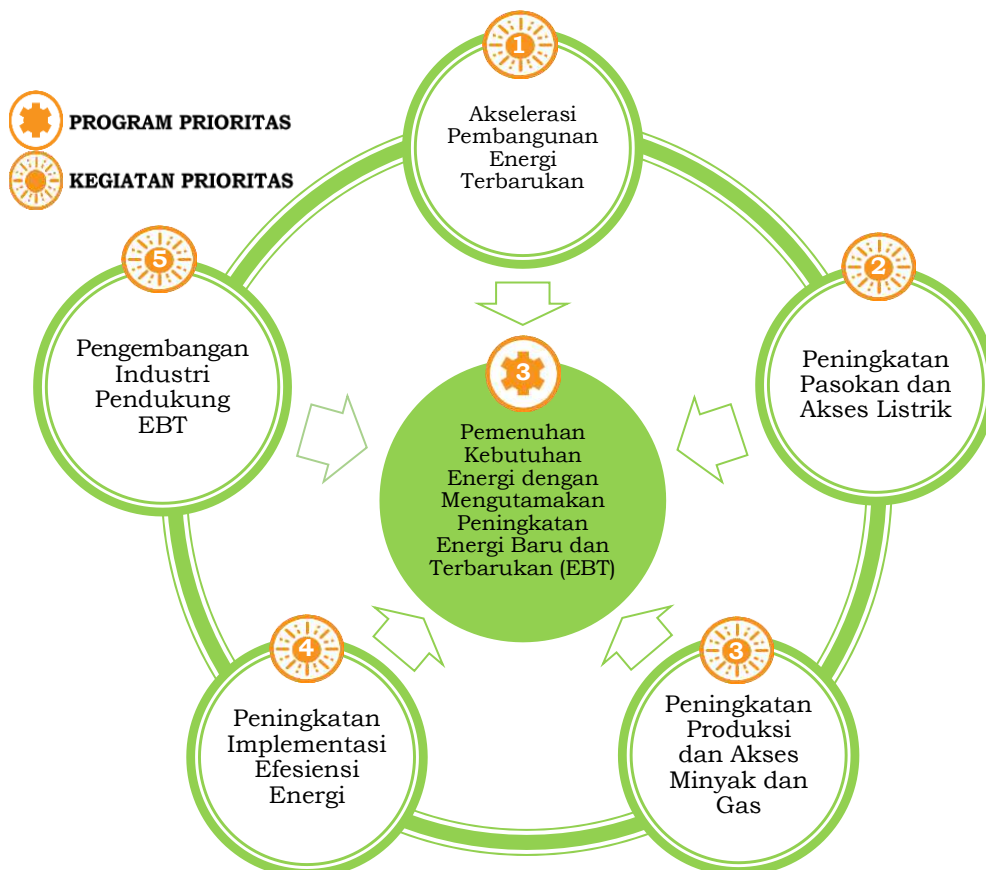 1
Akselerasi
Pembangunan
Energi
Terbarukan
PROGRAM PRIORITAS
KEGIATAN PRIORITAS
5
Pengembangan
Industri
Pendukung
EBT
2
Peningkatan
Pasokan dan
Akses Listrik
3
Pemenuhan
Kebutuhan
Energi dengan
Mengutamakan
Peningkatan
Energi Baru dan
Terbarukan (EBT)
4
Peningkatan
Implementasi
Efesiensi
Energi
3
Peningkatan
Produksi
dan Akses
Minyak dan
Gas